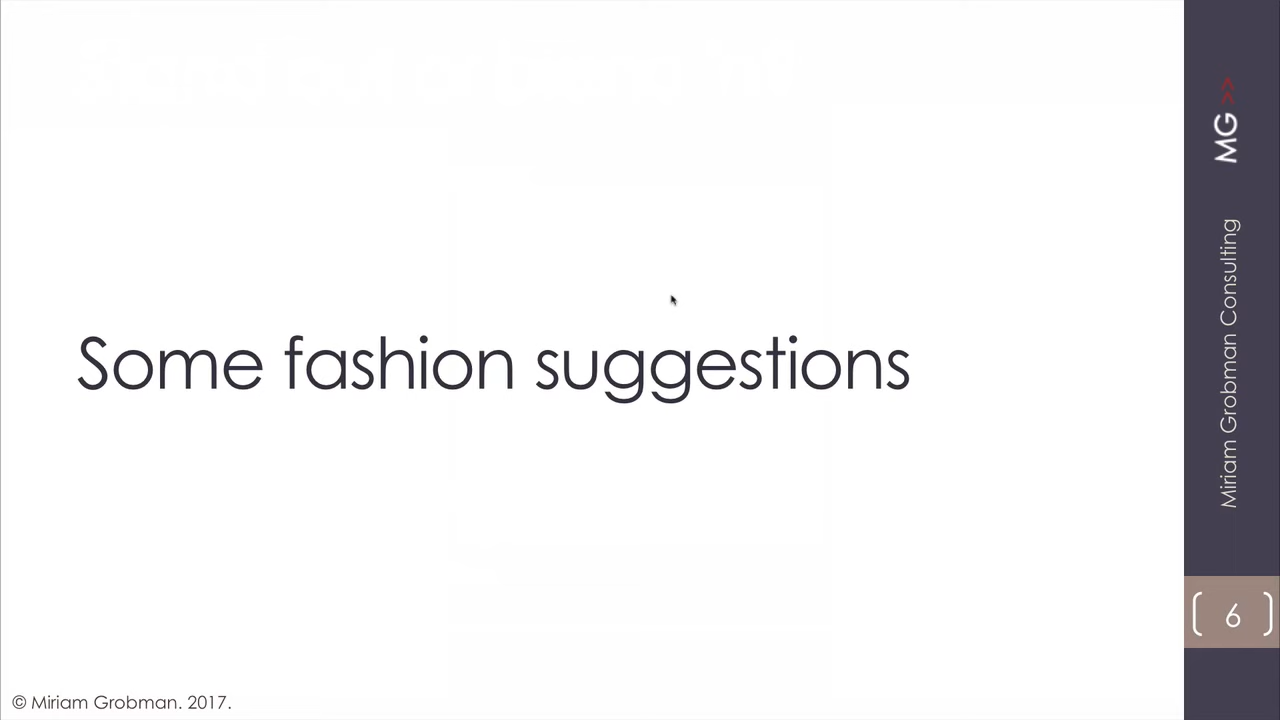 Some fashion suggestions
MG >>
Miriam Grobman Consulting
6
© Miriam Grobman. 2017.